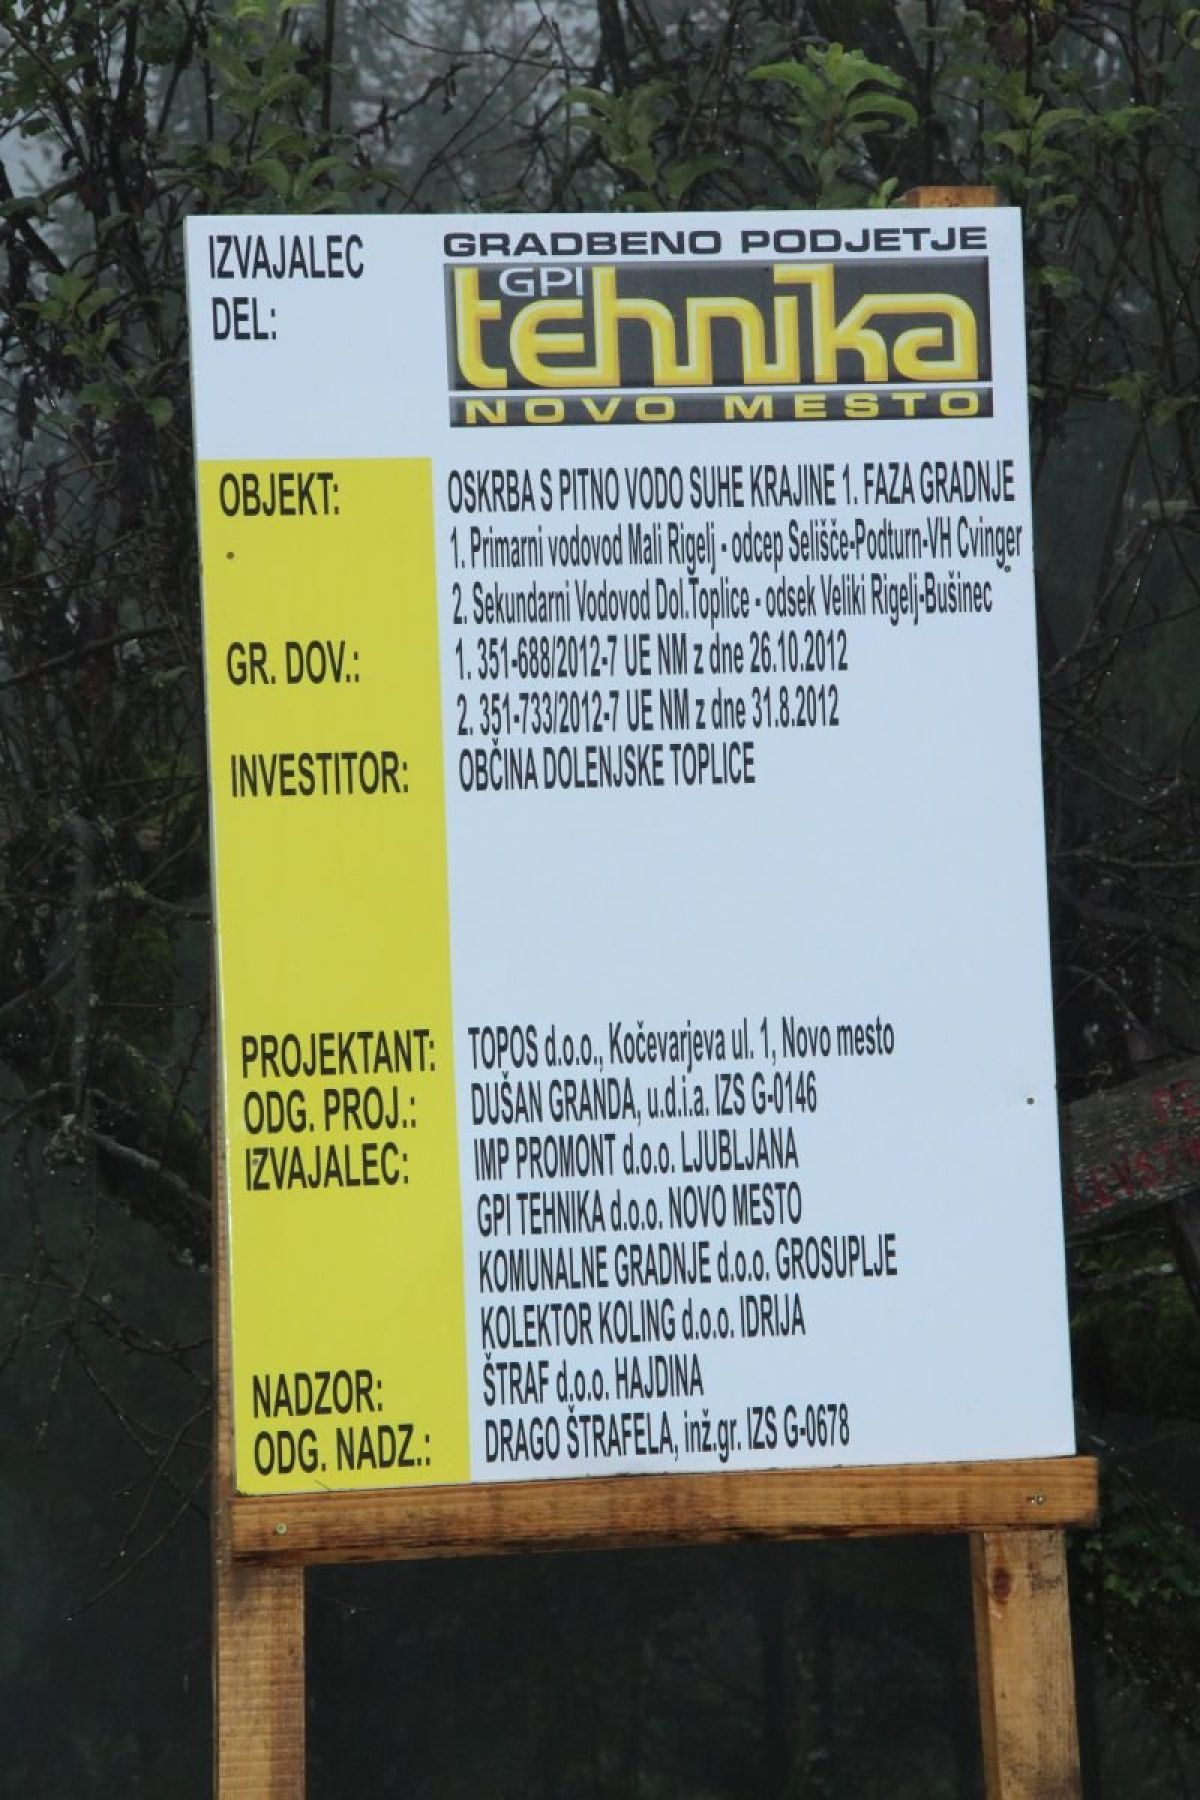 IZVAJALEC
DEL:
GRADBENO PODJETJE
GPI
tehnika
NOVO MESTO
OBJEKT: OSKRBA S PITNO VODO SUHE KRAJINE 1. FAZA GRADNJE
1. Primarni vodovod Mali Rigelj - odcep Selišče-Podturn-VH Cvinger
2. Sekundarni Vodovod Dol.Toplice - odsek Veliki Rigelj-Bušinec
GR. DOV.: 1. 351-688/2012-7 UE NM z dne 26.10.2012
2. 351-733/2012-7 UE NM z dne 31.8.2012
INVESTITOR: OBČINA DOLENJSKE TOPLICE
PROJEKTANT: TOPOS d.o.o., Kočevarjeva ul. 1, Novo mesto
ODG. PROJ.: DUŠAN GRANDA, u.d.i.a. IZS G-0146
IZVAJALEC: IMP PROMONT d.o.o. LJUBLJANA
GPI TEHNIKA d.o.o. NOVO MESTO
KOMUNALNE GRADNJE d.o.o. GROSUPLJE
KOLEKTOR KOLING d.o.o. IDRIJA
NADZOR: ŠTRAF d.o.o. HAJDINA
ODG. NADZ.: DRAGO ŠTRAFELA, inž.gr. IZS G-0678